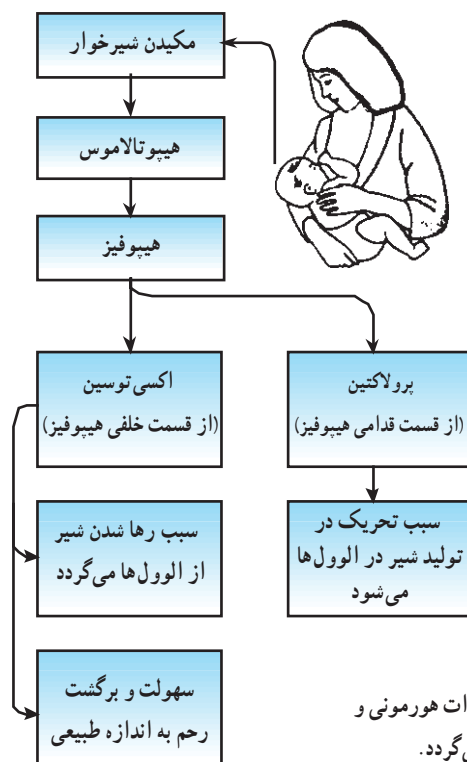 مکیدن شیرخوار
هیپوتالاموس
هیپوفیز
پرولاکتین
(از قسمت قدامی هیپوفیز)
اکسی‌توسین
(از قسمت خلفی هیپوفیز)
سبب تحریک در
تولید شیر در الوول‌ها
می‌شود
سبب رها شدن شیر
از الوول‌ها می‌گردد
سهولت و برگشت
رحم به اندازه طبیعی
هورمونی و